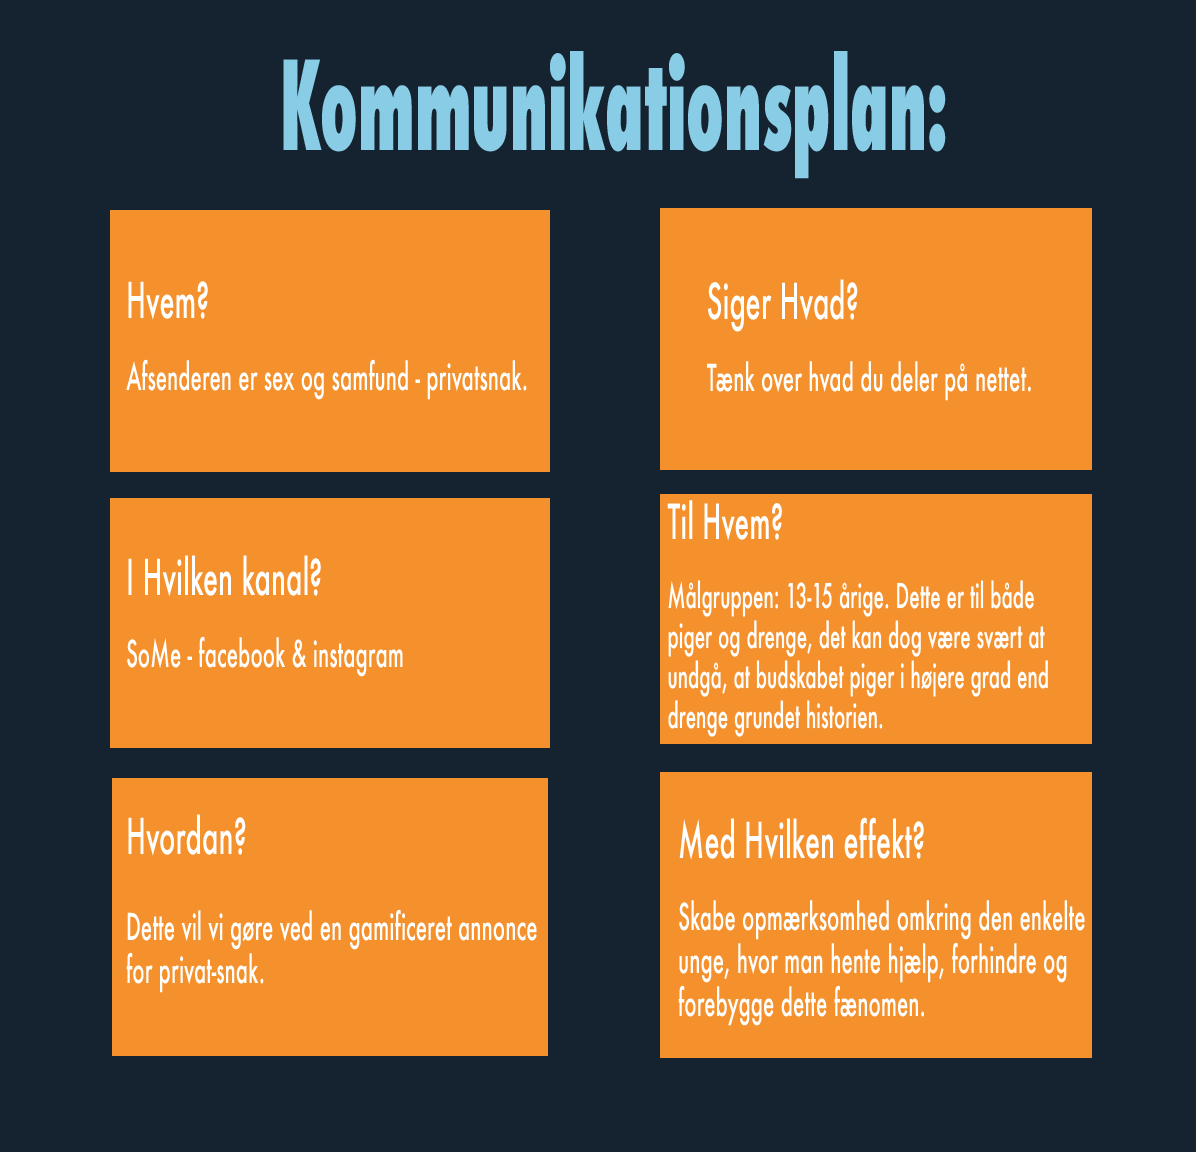 Kommunikationsplan:
Hvem?
Afsenderen er sex og samfund - privatsnak.
Siger Hvad?
Tænk over hvad du deler på nettet.
I Hvilken kanal?
SoMe - facebook & instagram
Til Hvem?
Målgruppen: 13-15 årige. Dette er til både
piger og drenge, det kan dog være svært at
undgå, at budskabet piger i højere grad end
drenge grundet historien.
Hvordan?
Dette vil vi gøre ved en gamificeret annonce
for privat-snak.
Med Hvilken effekt?
Skabe opmærksomhed omkring den enkelte
unge, hvor man hente hjælp, forhindre og
forebygge dette fænomen.